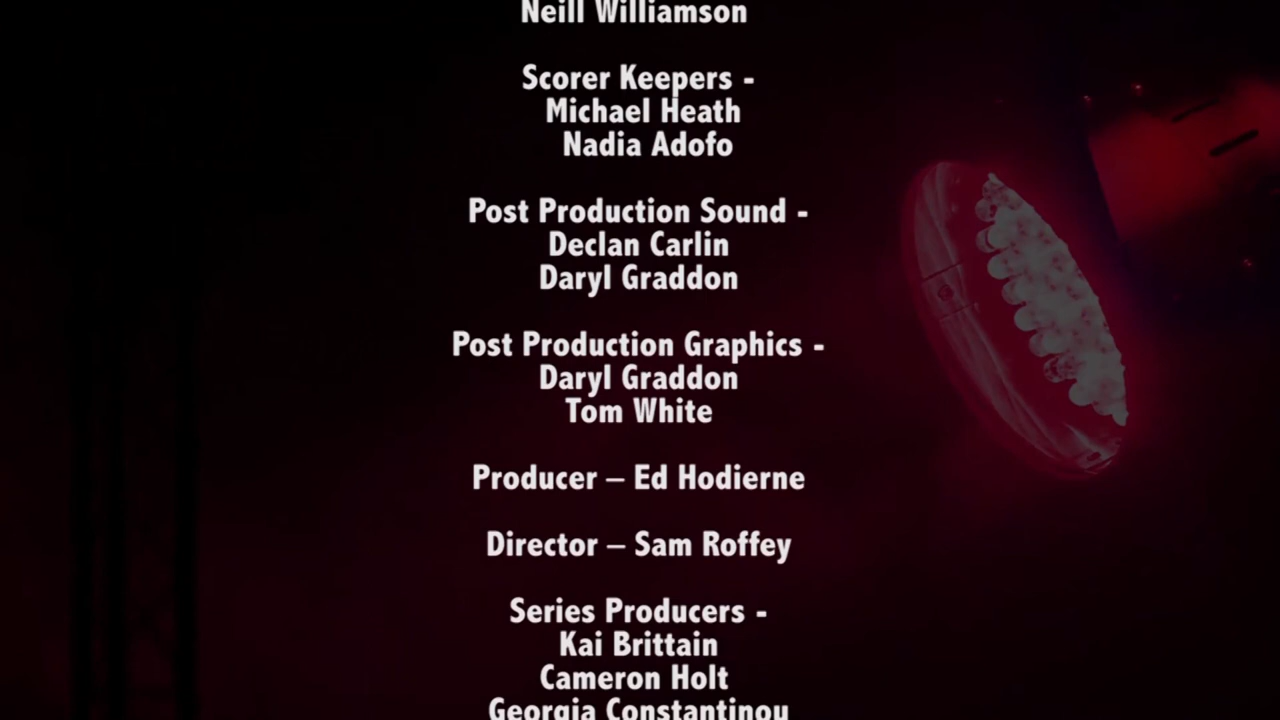 Neill Williamson
Scorer Keepers -
Michael Heath
Nadia Adofo
Post Production Sound -
Declan Carlin
Daryl Graddon
Post Production Graphics -
Daryl Graddon
Tom White
Producer – Ed Hodierne
Director – Sam Roffey
Series Producers -
Kai Brittain
Cameron Holt
Georgia Constantinou